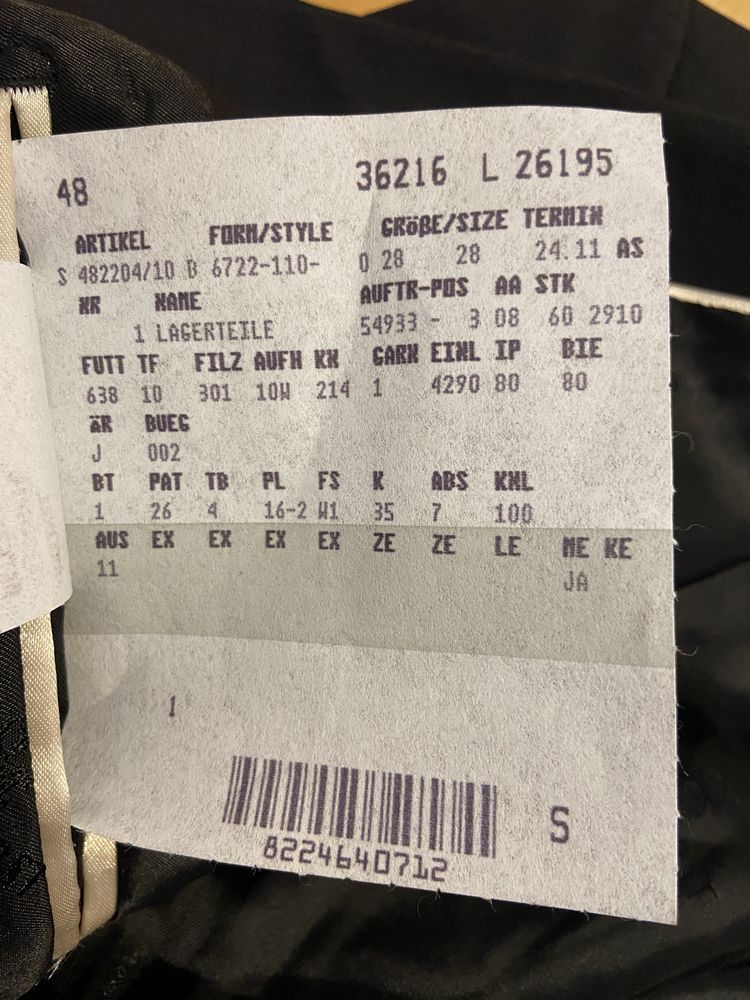 48 36216 L 26195
ARTIKEL FORM/STYLE GRÖßE/SIZE TERMIN
S 482204/10 B 6722-110- 0 28 28 24.11 AS
NR NAME AUFTR-POS AA STK
1 LAGERTEILE 54933 - 3 08 60 2910
FUTT TF FILZ AUFH KN GARN EINL IP BIE
638 10 301 10W 214 1 4290 80 80
äR BUEG
J 002
BT PAT TB PL FS K ABS KNL
1 26 4 16-2 W1 35 7 100
AUS EX EX EX EX ZE ZE LE ME KE
11 JA
1
S
8224640712